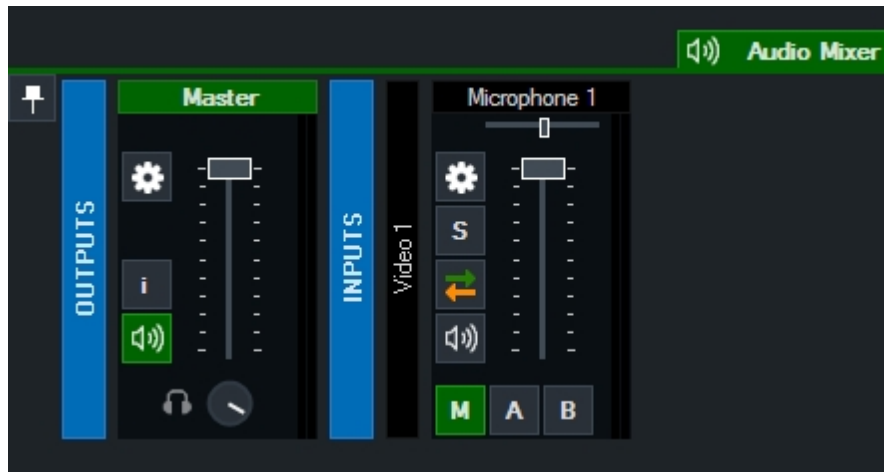 Audio Mixer
OUTPUTS
Master
i
INPUTS
Video 1
Microphone 1
S
M A B